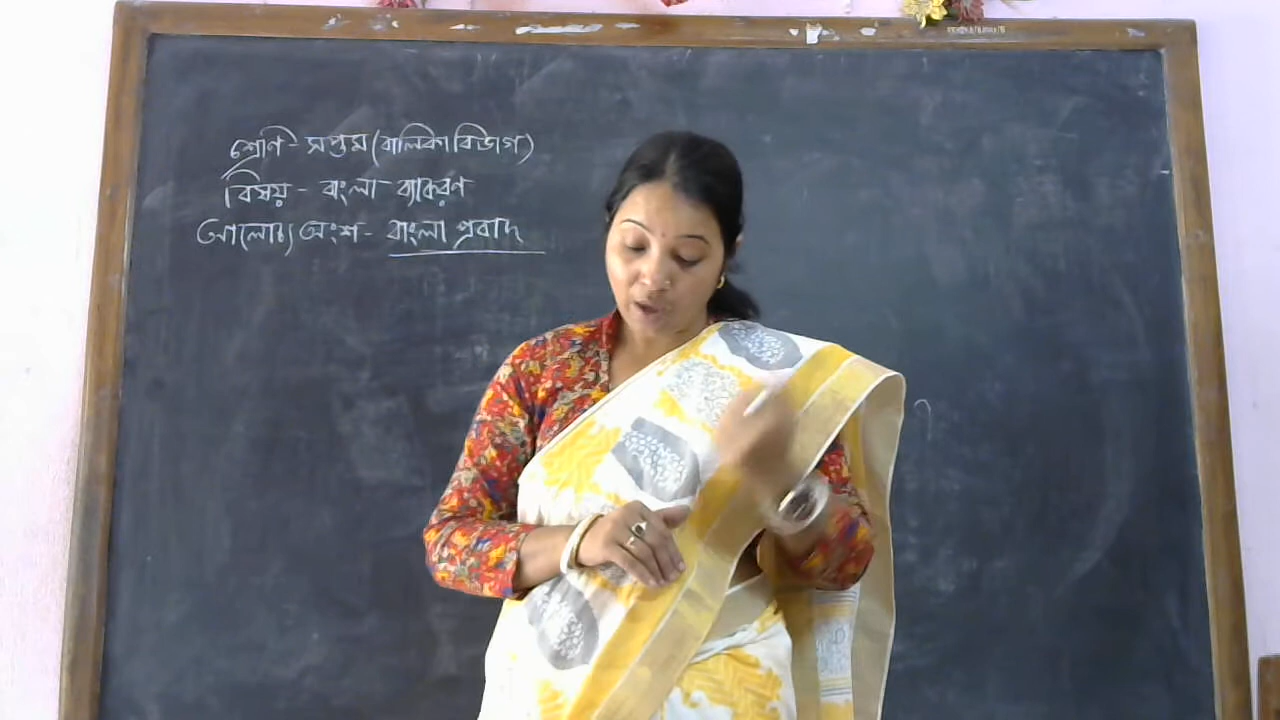 শ্রেণি - সপ্তম (বালিকা বিভাগ)
বিষয় - বাংলা ব্যাকরণ
আলোচ্য অংশ - বাংলা প্রবাদ